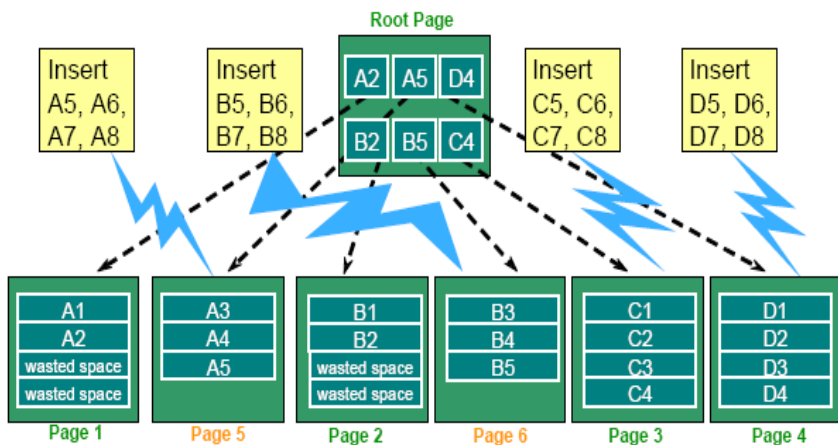 Root Page
Insert
A5, A6,
A7, A8
Insert
B5, B6,
B7, B8
A2 A5 D4
B2 B5 C4
Insert
C5, C6,
C7, C8
Insert
D5, D6,
D7, D8
A1
A2
wasted space
wasted space
Page 1
A3
A4
A5
Page 5
B1
B2
wasted space
wasted space
Page 2
B3
B4
B5
Page 6
C1
C2
C3
C4
Page 3
D1
D2
D3
D4
Page 4